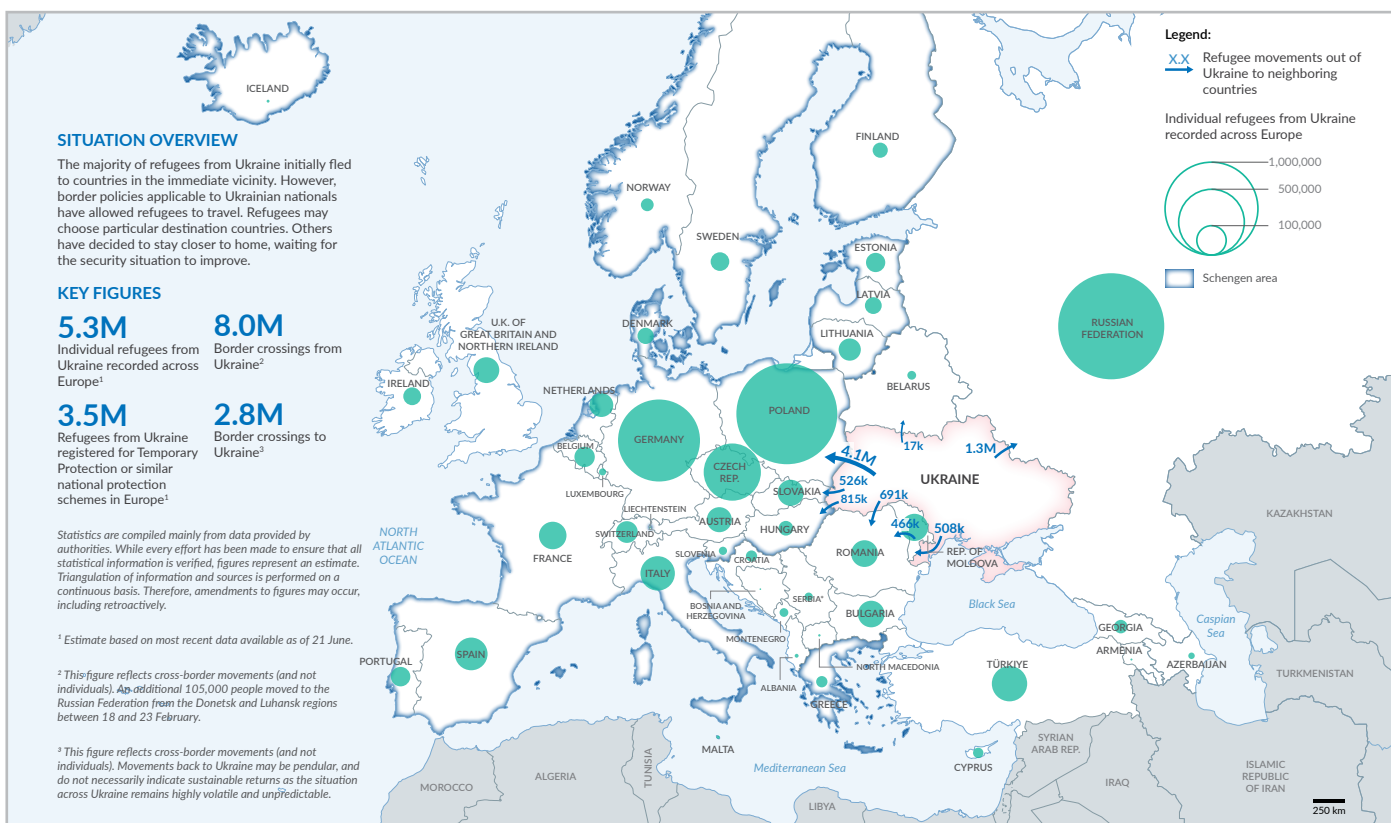 SITUATION OVERVIEW
The majority of refugees from Ukraine initially fled
to countries in the immediate vicinity. However,
border policies applicable to Ukrainian nationals
have allowed refugees to travel. Refugees may
choose particular destination countries. Others
have decided to stay closer to home, waiting for
the security situation to improve.
KEY FIGURES
5.3M
Individual refugees from
Ukraine recorded across
Europe¹
8.0M
Border crossings from
Ukraine²
3.5M
Refugees from Ukraine
registered for Temporary
Protection or similar
national protection
schemes in Europe¹
2.8M
Border crossings to
Ukraine³
Statistics are compiled mainly from data provided by
authorities. While every effort has been made to ensure that all
statistical information is verified, figures represent an estimate.
Triangulation of information and sources is performed on a
continuous basis. Therefore, amendments to figures may occur,
including retroactively.
¹ Estimate based on most recent data available as of 21 June.
² This figure reflects cross-border movements (and not
individuals). An additional 105,000 people moved to the
Russian Federation from the Donetsk and Luhansk regions
between 18 and 23 February.
³ This figure reflects cross-border movements (and not
individuals). Movements back to Ukraine may be pendular, and
do not necessarily indicate sustainable returns as the situation
across Ukraine remains highly volatile and unpredictable.
Legend:
X.X
Refugee movements out of
Ukraine to neighboring
countries
Individual refugees from Ukraine
recorded across Europe
1,000,000
500,000
100,000
Schengen area
ICELAND
FINLAND
NORWAY
SWEDEN
ESTONIA
LATVIA
LITHUANIA
DENMARK
U.K. OF
GREAT BRITAIN AND
NORTHERN IRELAND
IRELAND
NETHERLANDS
BELARUS
RUSSIAN
FEDERATION
POLAND
GERMANY
BELGIUM
CZECH
REP.
LUXEMBOURG
SLOVAKIA
LIECHTENSTEIN
AUSTRIA
HUNGARY
SWITZERLAND
FRANCE
UKRAINE
17k
1.3M
4.1M
526k
815k
691k
466k
508k
REP. OF
MOLDOVA
ROMANIA
SLOVENIA
CROATIA
ITALY
BOSNIA AND
HERZEGOVINA
SERBIA*
MONTENEGRO
BULGARIA
NORTH MACEDONIA
ALBANIA
GREECE
PORTUGAL
SPAIN
MALTA
CYPRUS
TÜRKIYE
GEORGIA
ARMENIA
AZERBAIJAN
KAZAKHSTAN
TURKMENISTAN
SYRIAN
ARAB REP.
IRAQ
ISLAMIC
REPUBLIC
OF IRAN
MOROCCO
ALGERIA
TUNISIA
LIBYA
NORTH
ATLANTIC
OCEAN
Black Sea
Caspian
Sea
Mediterranean Sea
250 km